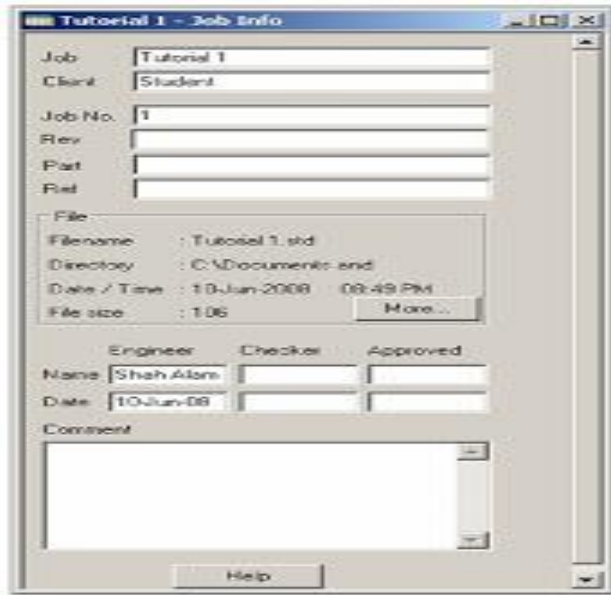 Tutorial 1 - Job Info
Job Tutorial 1
Client Student
Job No. 1
Rev
Part
Ref
File
Filename : Tutorial 1.std
Directory : C:\Documents and
Date / Time : 10-Jun-2008 08:49 PM
File size : 106
More...
Engineer Checker Approved
Name Shah Alam
Date 10-Jun-08
Comment
Help